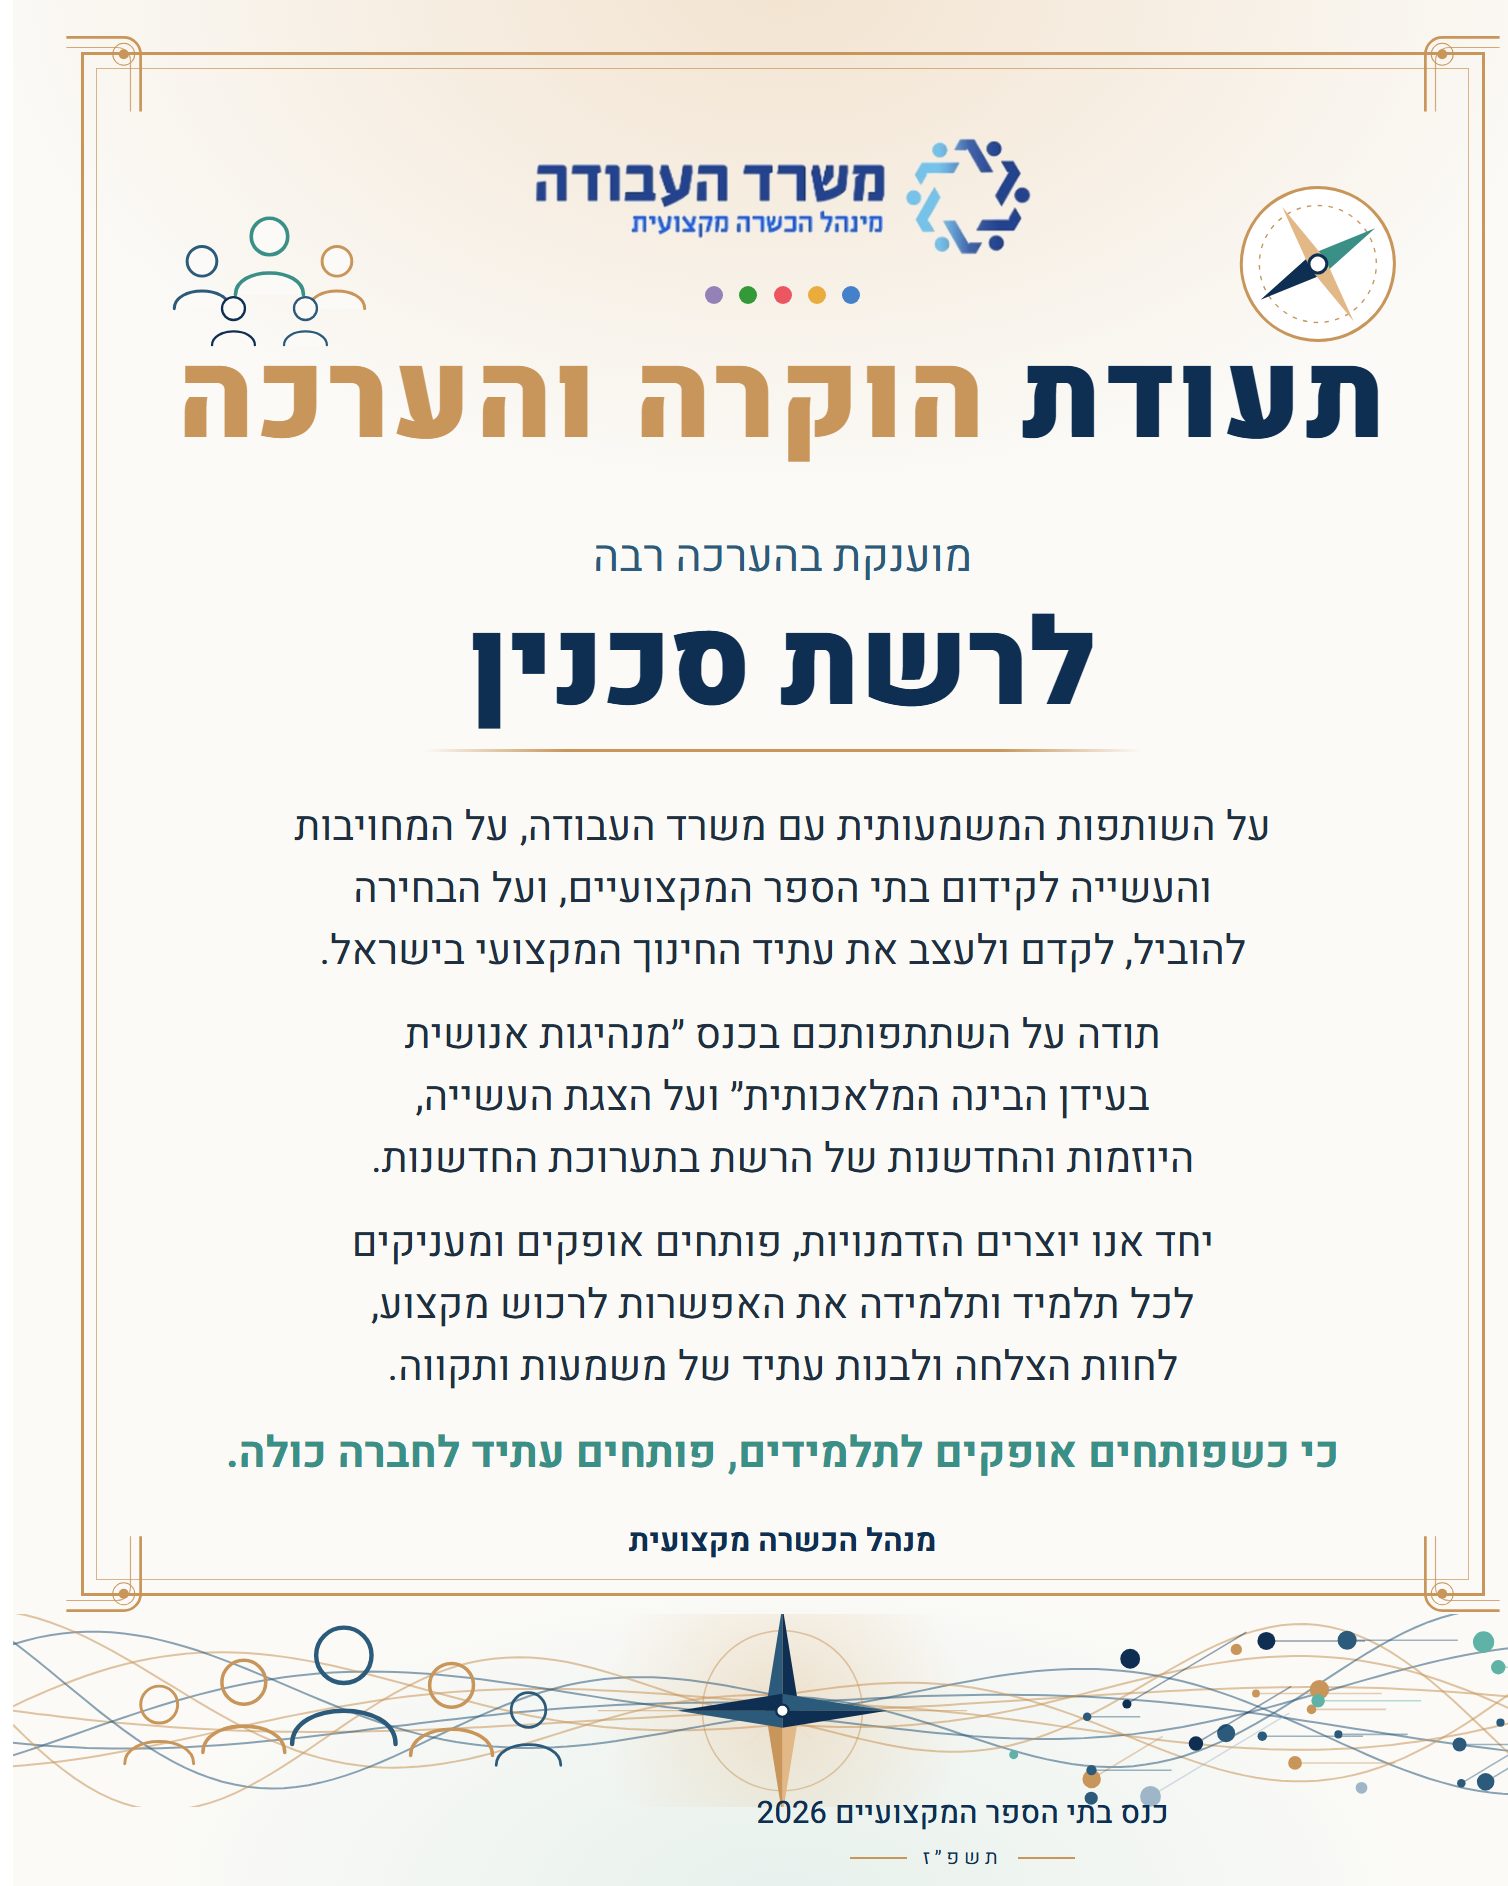 משרד העבודה
מינהל הכשרה מקצועית
תעודת הוקרה והערכה
מוענקת בהערכה רבה
לרשת סכנין
על השותפות המשמעותית עם משרד העבודה, על המחויבות
והעשייה לקידום בתי הספר המקצועיים, ועל הבחירה
להוביל, לקדם ולעצב את עתיד החינוך המקצועי בישראל.
תודה על השתתפותכם בכנס ״מנהיגות אנושית
בעידן הבינה המלאכותית״ ועל הצגת העשייה,
היוזמות והחדשנות של הרשת בתערוכת החדשנות.
יחד אנו יוצרים הזדמנויות, פותחים אופקים ומעניקים
לכל תלמיד ותלמידה את האפשרות לרכוש מקצוע,
לחוות הצלחה ולבנות עתיד של משמעות ותקווה.
כי כשפותחים אופקים לתלמידים, פותחים עתיד לחברה כולה.
מנהל הכשרה מקצועית
כנס בתי הספר המקצועיים 2026
תשפ״ז